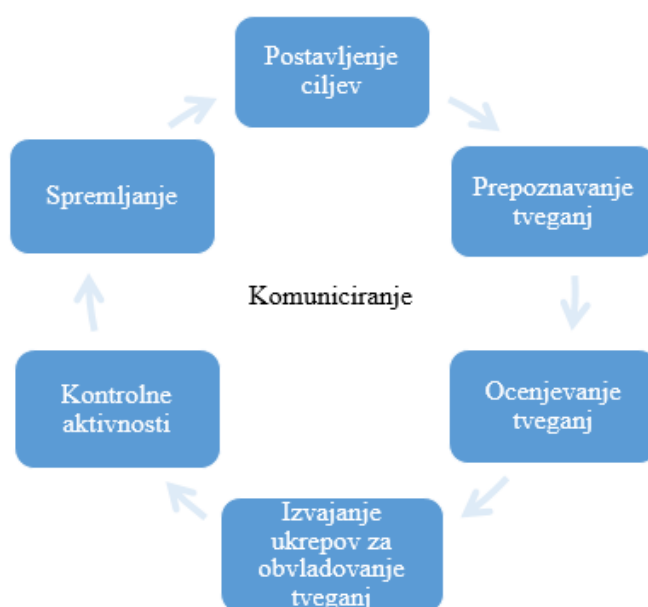 Postavljenje
ciljev
Prepoznavanje
tveganj
Ocenjevanje
tveganj
Izvajanje
ukrepov za
obvladovanje
tveganj
Kontrolne
aktivnosti
Spremljanje
Komuniciranje